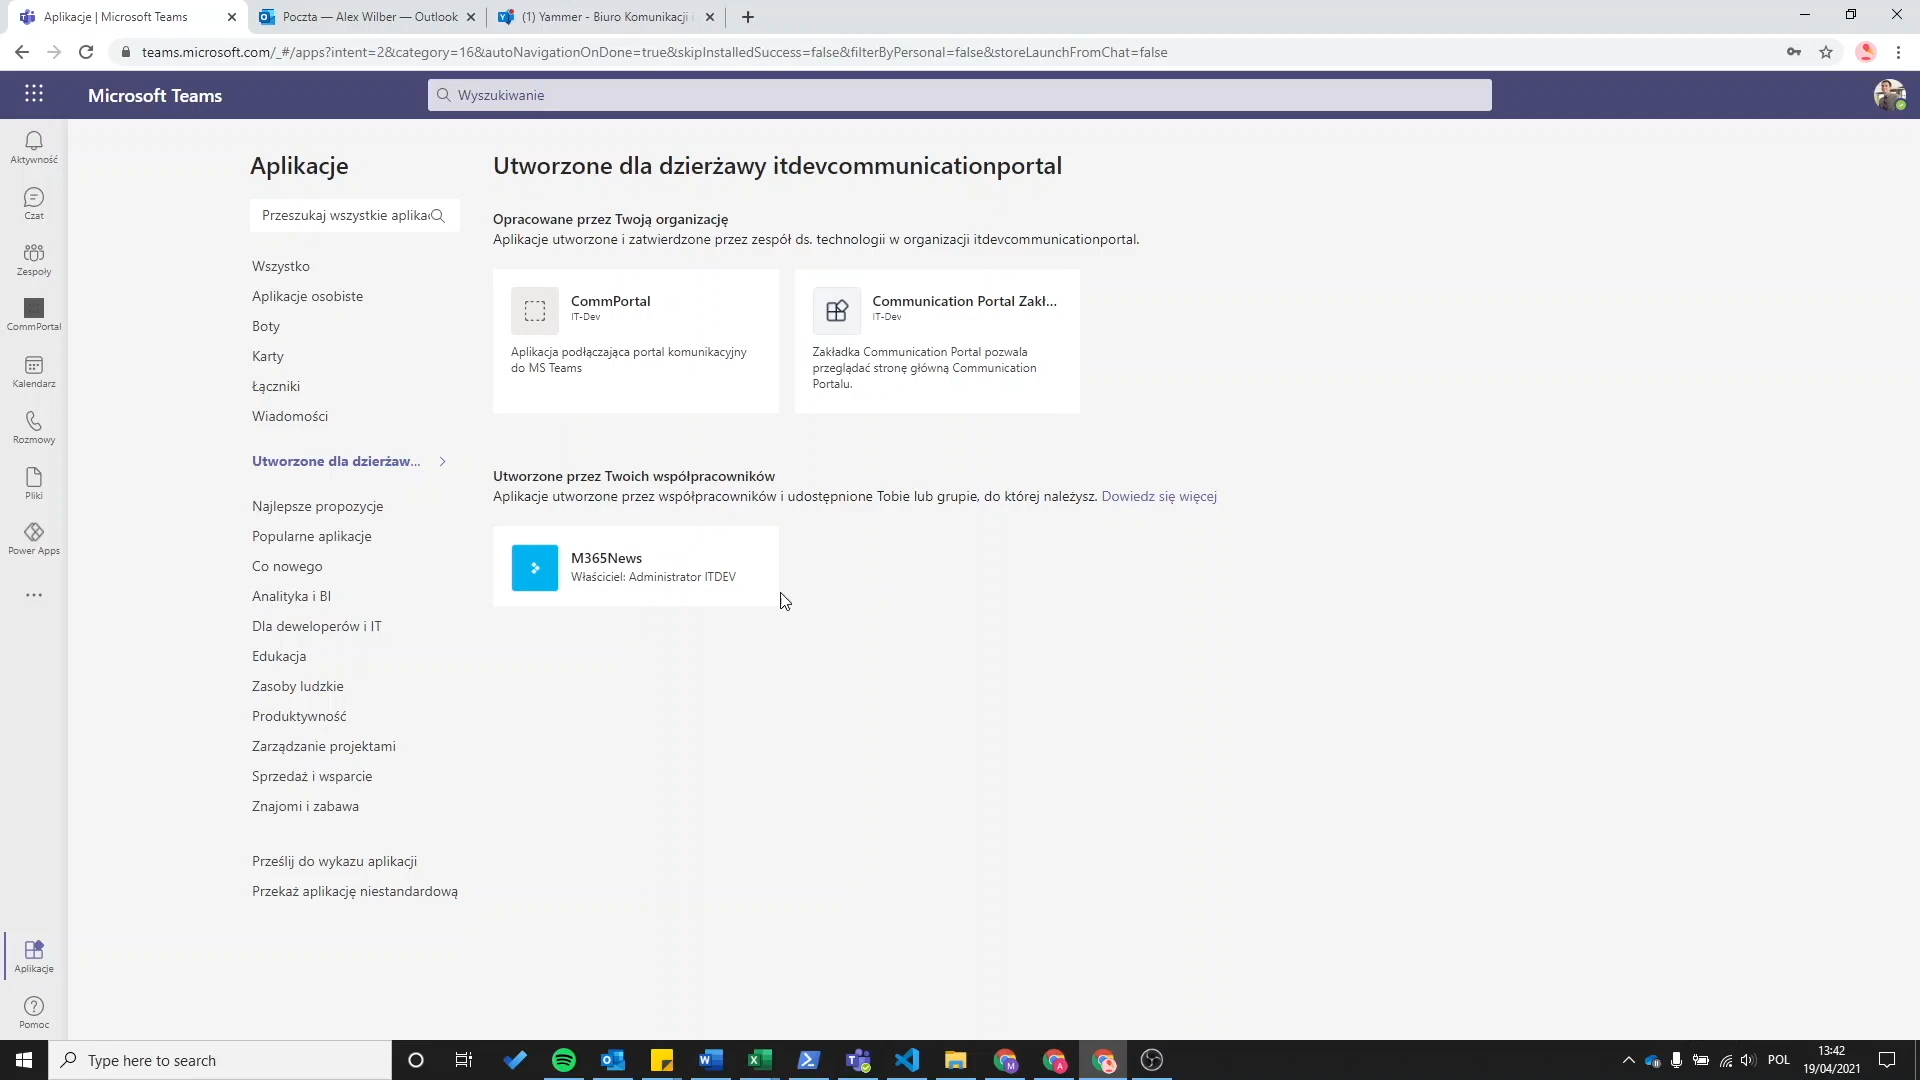 Aplikacje | Microsoft Teams
Poczta — Alex Wilber — Outlook
(1) Yammer - Biuro Komunikacji i
teams.microsoft.com/_#/apps?intent=2&category=16&autoNavigationOnDone=true&skipInstalledSuccess=false&filterByPersonal=false&storeLaunchFromChat=false
Microsoft Teams
Wyszukiwanie
Aktywność
Czat
Zespoły
CommPortal
Kalendarz
Rozmowy
Pliki
Power Apps
Aplikacje
Pomoc
Aplikacje
Przeszukaj wszystkie aplika
Wszystko
Aplikacje osobiste
Boty
Karty
Łączniki
Wiadomości
Utworzone dla dzierżaw...
Najlepsze propozycje
Popularne aplikacje
Co nowego
Analityka i BI
Dla deweloperów i IT
Edukacja
Zasoby ludzkie
Produktywność
Zarządzanie projektami
Sprzedaż i wsparcie
Znajomi i zabawa
Prześlij do wykazu aplikacji
Przekaż aplikację niestandardową
Utworzone dla dzierżawy itdevcommunicationportal
Opracowane przez Twoją organizację
Aplikacje utworzone i zatwierdzone przez zespół ds. technologii w organizacji itdevcommunicationportal.
CommPortal
IT-Dev
Aplikacja podłączająca portal komunikacyjny
do MS Teams
Communication Portal Zakł...
IT-Dev
Zakładka Communication Portal pozwala
przeglądać stronę główną Communication
Portalu.
Utworzone przez Twoich współpracowników
Aplikacje utworzone przez współpracowników i udostępnione Tobie lub grupie, do której należysz. Dowiedz się więcej
M365News
Właściciel: Administrator ITDEV
Type here to search
POL
13:42
19/04/2021